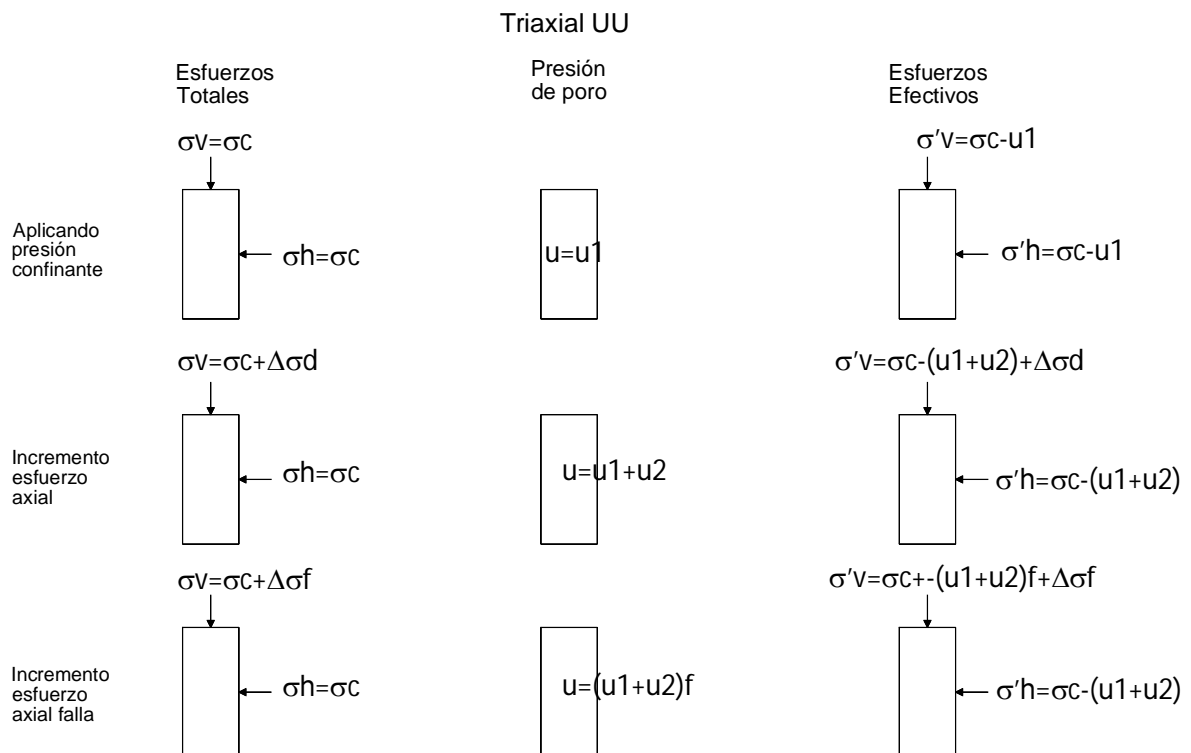 Triaxial UU
Esfuerzos
Totales
Presión
de poro
Esfuerzos
Efectivos
σv=σc
σ'v=σc-u1
Aplicando
presión
confinante
σh=σc
u=u1
σ'h=σc-u1
σv=σc+Δσd
σ'v=σc-(u1+u2)+Δσd
Incremento
esfuerzo
axial
σh=σc
u=u1+u2
σ'h=σc-(u1+u2)
σv=σc+Δσf
σ'v=σc+-(u1+u2)f+Δσf
Incremento
esfuerzo
axial falla
σh=σc
u=(u1+u2)f
σ'h=σc-(u1+u2)